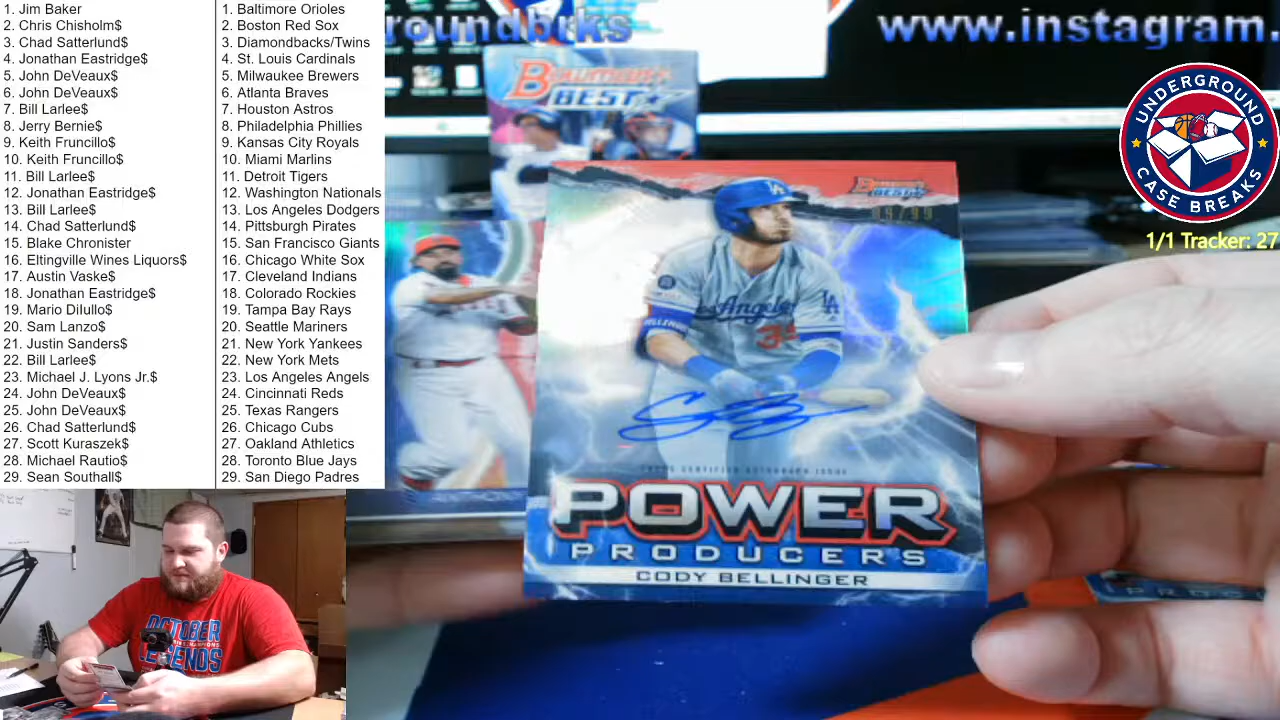 1. Jim Baker
2. Chris Chisholm$
3. Chad Satterlund$
4. Jonathan Eastridge$
5. John DeVeaux$
6. John DeVeaux$
7. Bill Larlee$
8. Jerry Bernie$
9. Keith Fruncillo$
10. Keith Fruncillo$
11. Bill Larlee$
12. Jonathan Eastridge$
13. Bill Larlee$
14. Chad Satterlund$
15. Blake Chronister
16. Eltingville Wines Liquors$
17. Austin Vaske$
18. Jonathan Eastridge$
19. Mario Dilullo$
20. Sam Lanzo$
21. Justin Sanders$
22. Bill Larlee$
23. Michael J. Lyons Jr.$
24. John DeVeaux$
25. John DeVeaux$
26. Chad Satterlund$
27. Scott Kuraszek$
28. Michael Rautio$
29. Sean Southall$
1. Baltimore Orioles
2. Boston Red Sox
3. Diamondbacks/Twins
4. St. Louis Cardinals
5. Milwaukee Brewers
6. Atlanta Braves
7. Houston Astros
8. Philadelphia Phillies
9. Kansas City Royals
10. Miami Marlins
11. Detroit Tigers
12. Washington Nationals
13. Los Angeles Dodgers
14. Pittsburgh Pirates
15. San Francisco Giants
16. Chicago White Sox
17. Cleveland Indians
18. Colorado Rockies
19. Tampa Bay Rays
20. Seattle Mariners
21. New York Yankees
22. New York Mets
23. Los Angeles Angels
24. Cincinnati Reds
25. Texas Rangers
26. Chicago Cubs
27. Oakland Athletics
28. Toronto Blue Jays
29. San Diego Padres
roundbrks
www.instagram.
UNDERGROUND
CASE BREAKS
1/1 Tracker: 27
BOWMAN'S
BEST
BOWMAN'S
BEST
LA
Los Angeles
LA
TOPPS CERTIFIED AUTOGRAPH ISSUE
POWER
PRODUCERS
CODY BELLINGER
OCTOBER
LEGENDS